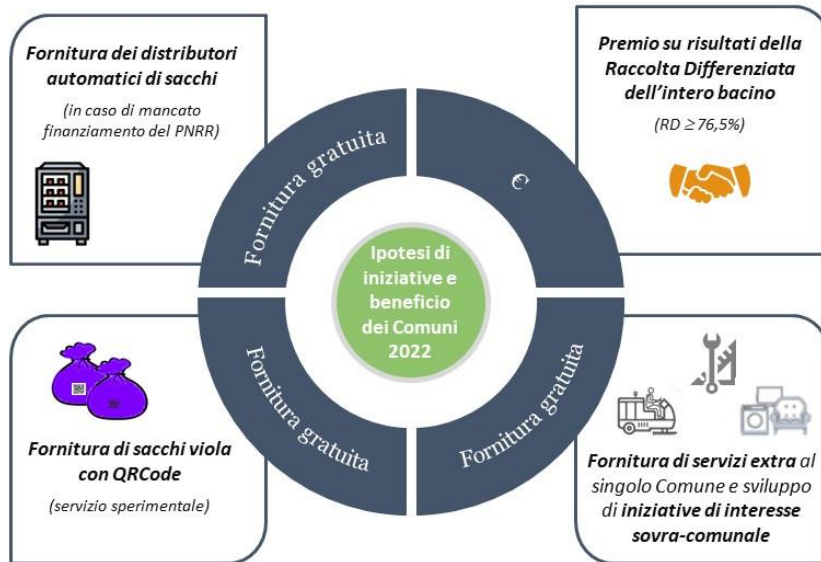 Fornitura dei distributori
automatici di sacchi
(in caso di mancato
finanziamento del PNRR)
Fornitura gratuita
€
Premio su risultati della
Raccolta Differenziata
dell’intero bacino
(RD ≥ 76,5%)
Ipotesi di
iniziative e
beneficio
dei Comuni
2022
Fornitura gratuita
Fornitura di sacchi viola
con QRCode
(servizio sperimentale)
Fornitura gratuita
Fornitura di servizi extra al
singolo Comune e sviluppo
di iniziative di interesse
sovra-comunale